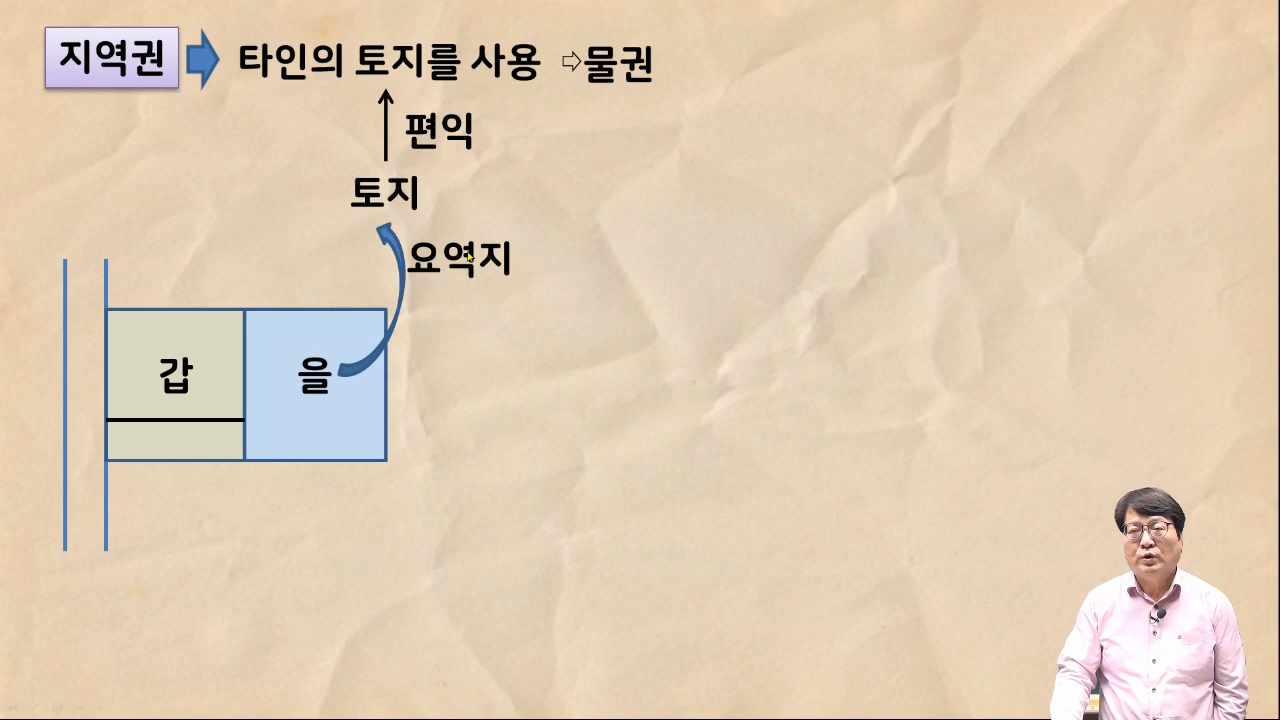 지역권 타인의 토지를 사용 ⇨물권
편익
토지
요역지
갑 을